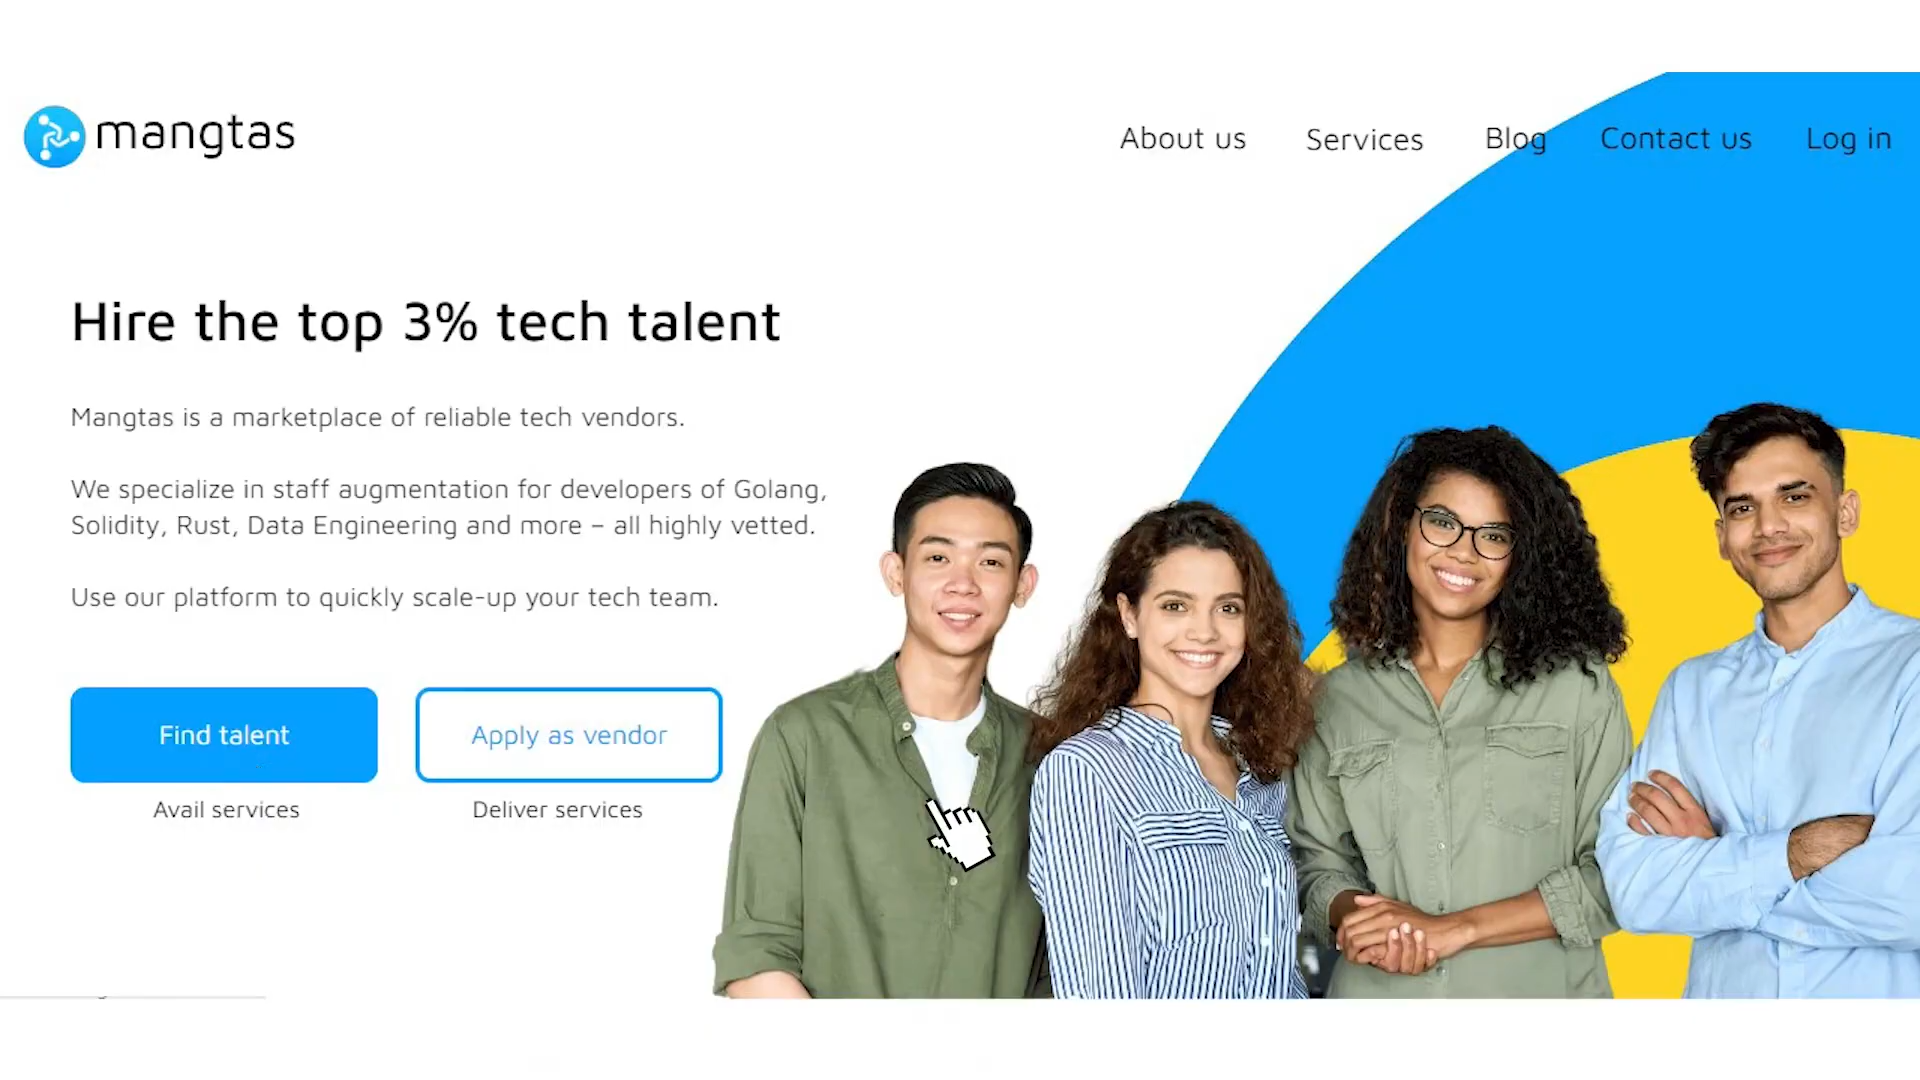 mangtas
About us
Services
Blog
Contact us
Log in
Hire the top 3% tech talent
Mangtas is a marketplace of reliable tech vendors.
We specialize in staff augmentation for developers of Golang,
Solidity, Rust, Data Engineering and more – all highly vetted.
Use our platform to quickly scale-up your tech team.
Find talent
Apply as vendor
Avail services
Deliver services